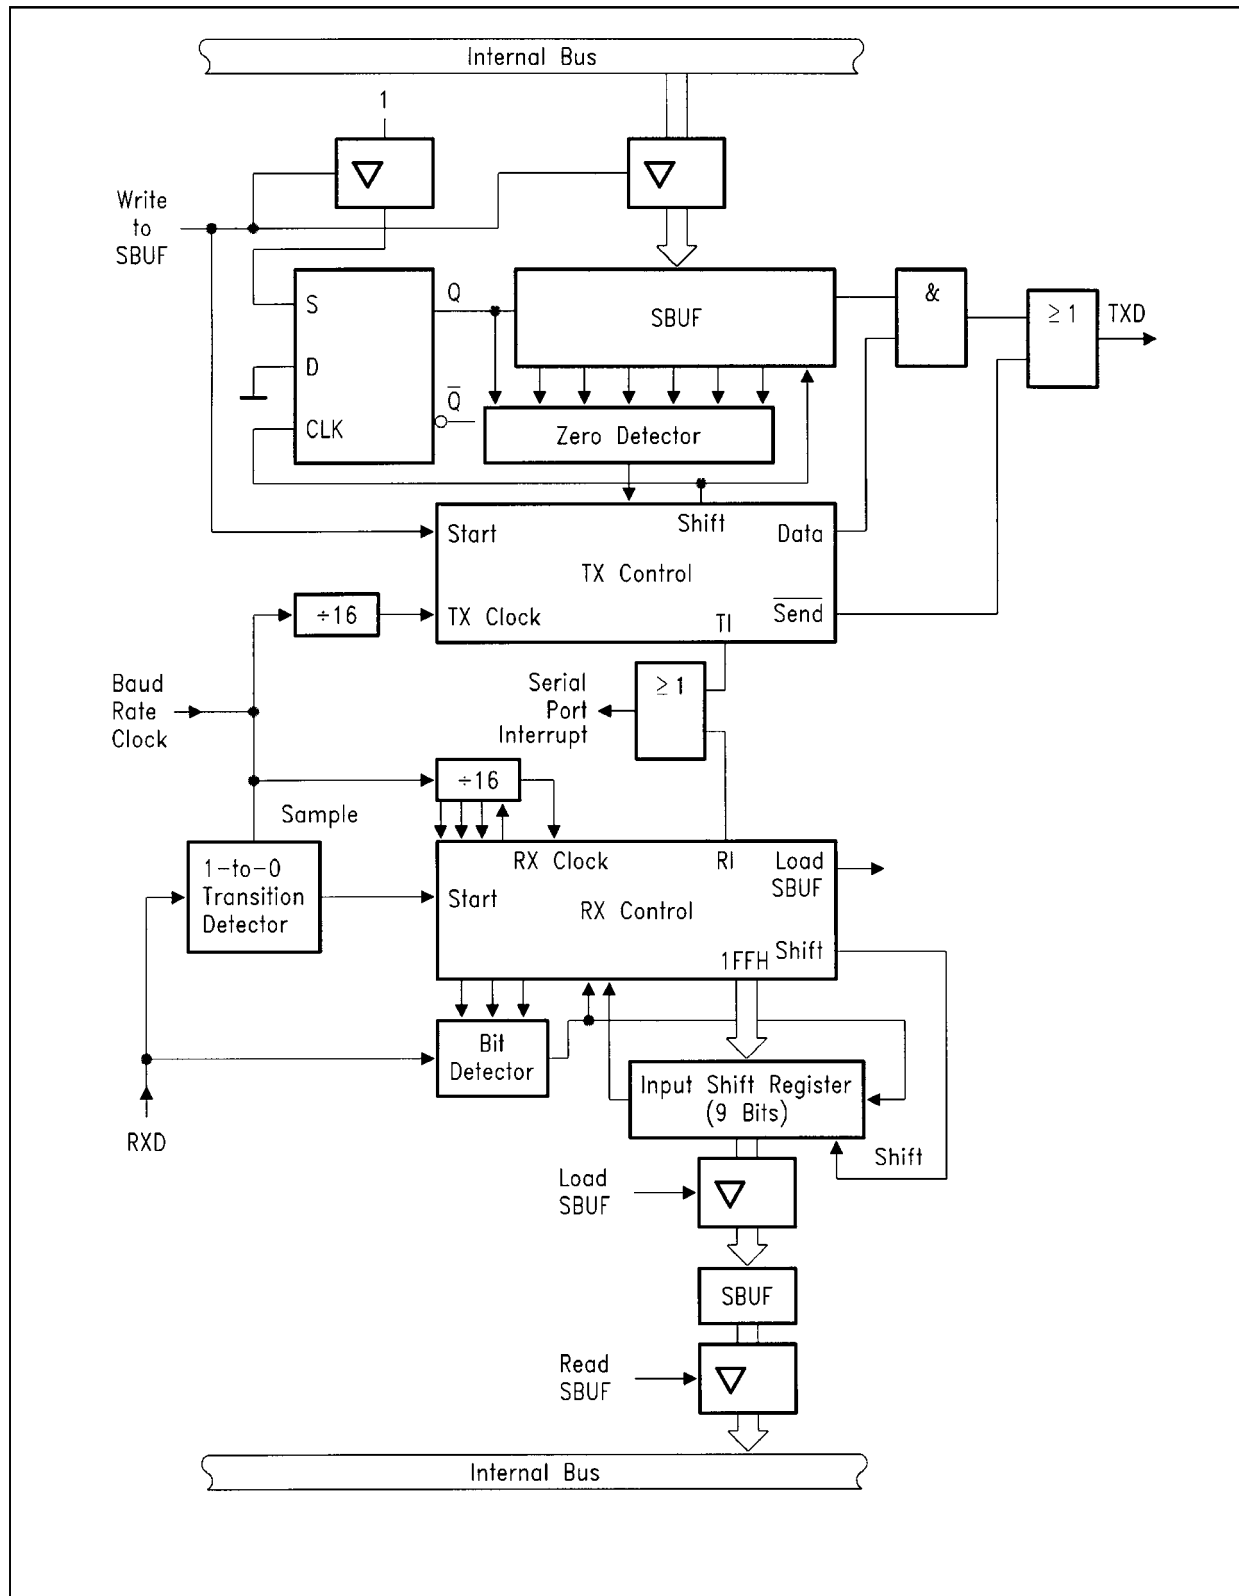 Internal Bus
1
Write
to
SBUF
S
Q
D
Q̅
CLK
SBUF
&
≥ 1
TXD
Zero Detector
Start
Shift
Data
TX Control
÷16
TX Clock
TI
S̅e̅n̅d̅
Baud
Rate
Clock
Serial
Port
Interrupt
≥ 1
÷16
Sample
1-to-0
Transition
Detector
RX Clock
RI
Load
SBUF
Start
RX Control
1FFH
Shift
Bit
Detector
Input Shift Register
(9 Bits)
RXD
Shift
Load
SBUF
SBUF
Read
SBUF
Internal Bus